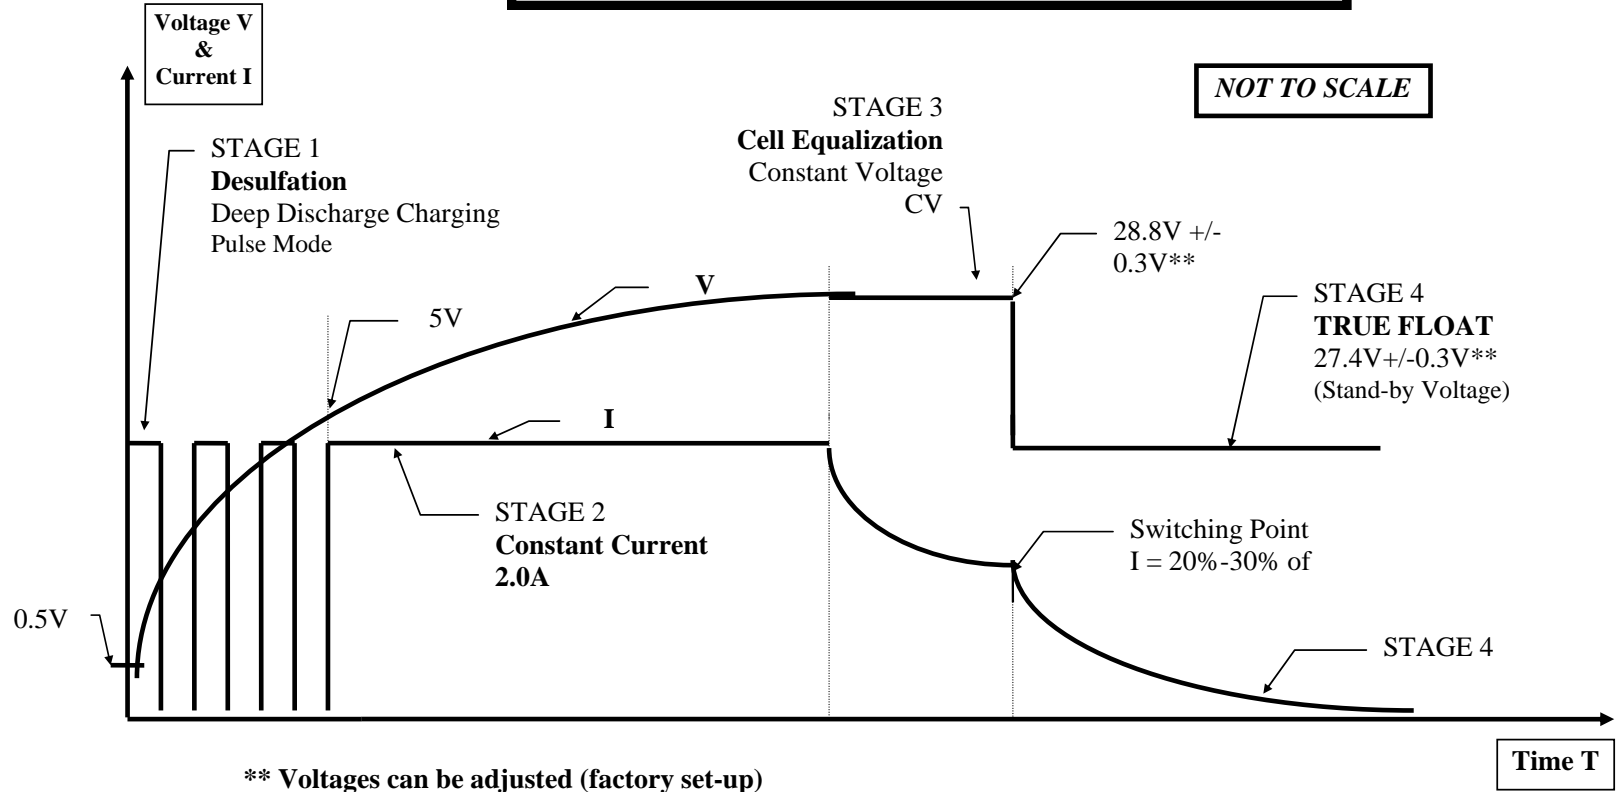 Voltage V
&
Current I
NOT TO SCALE
STAGE 1
Desulfation
Deep Discharge Charging
Pulse Mode
STAGE 3
Cell Equalization
Constant Voltage
CV
28.8V +/-
0.3V**
STAGE 4
TRUE FLOAT
27.4V+/-0.3V**
(Stand-by Voltage)
V
5V
I
STAGE 2
Constant Current
2.0A
Switching Point
I = 20%-30% of
0.5V
STAGE 4
Time T
** Voltages can be adjusted (factory set-up)